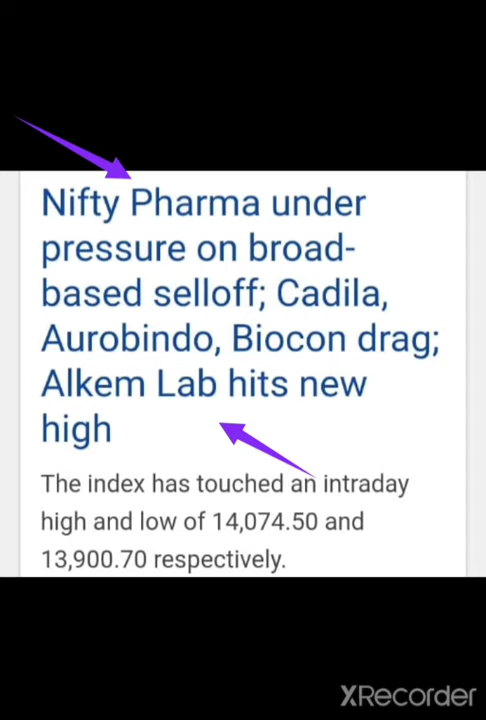 Nifty Pharma under
pressure on broad-
based selloff; Cadila,
Aurobindo, Biocon drag;
Alkem Lab hits new
high
The index has touched an intraday
high and low of 14,074.50 and
13,900.70 respectively.
XRecorder